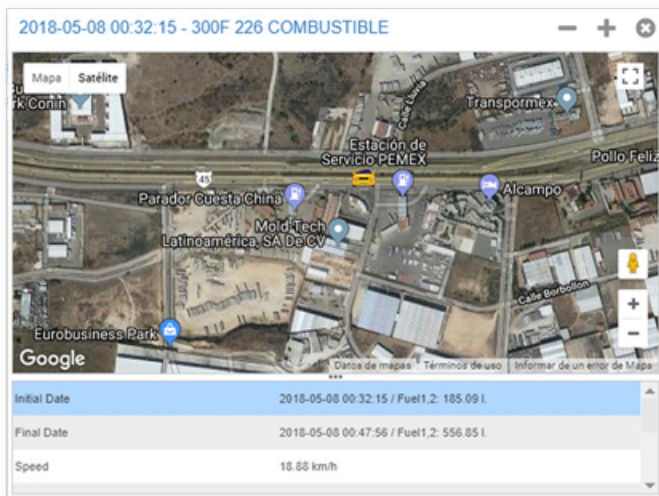 2018-05-08 00:32:15 - 300F 226 COMBUSTIBLE
Mapa
Satélite
rk Conin
Calle Lluvia
Transpormex
Estación de
Servicio PEMEX
Pollo Feliz
45
Parador Cuesta China
Alcampo
Mold-Tech
Latinoamérica, SA De CV
Calle Borbollon
Eurobusiness Park
Google
Datos de mapas
Términos de uso
Informar de un error de Maps
Initial Date 2018-05-08 00:32:15 / Fuel1,2: 185.09 l.
Final Date 2018-05-08 00:47:56 / Fuel1,2: 556.85 l.
Speed 18.88 km/h